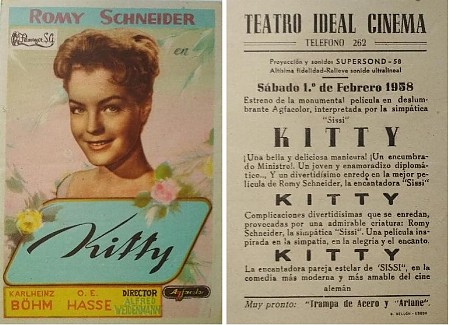 ROMY SCHNEIDER
en
Kitty
KARLHEINZ BÖHM
O. E. HASSE
DIRECTOR ALFRED WEIDENMANN
Agfacolor
TEATRO IDEAL CINEMA
TELEFONO 262
Proyección y sonidos SUPERSOND-58
Altísima fidelidad-Relieve sonido ultralineal
Sábado 1.º de Febrero 1958
Estreno de la monumental película en deslum-
brante Agfacolor, interpretada por la simpática
"Sissi"
KITTY
¡Una bella y deliciosa manicura! ¡Un encumbra-
do Ministro!. Un joven y enamoradizo diplomá-
tico... Y un divertidísimo enredo en la mejor pe-
lícula de Romy Schneider, la encantadora "Sissi"
KITTY
Complicaciones divertidísimas que se enredan,
provocadas por una admirable criatura: Romy
Schneider, la simpática "Sissi". Una película ins-
pirada en la simpatía, en la alegría y el encanto.
KITTY
La encantadora pareja estelar de "SISSI", en la
comedia más moderna y más amable del cine
alemán
Muy pronto: "Trampa de Acero y "Ariane".